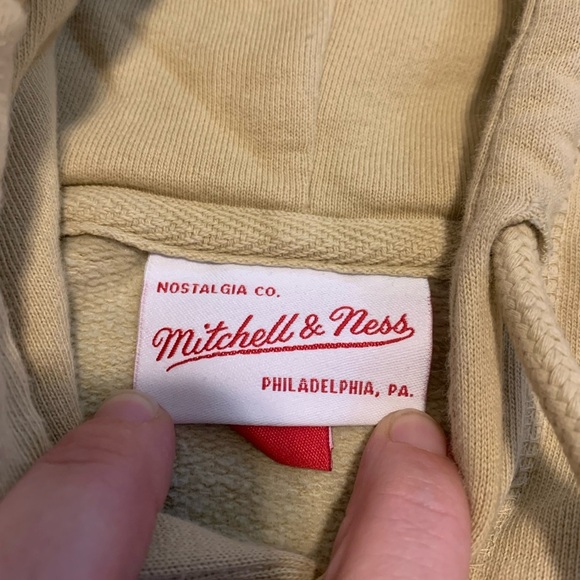 NOSTALGIA CO.
Mitchell & Ness
PHILADELPHIA, PA.